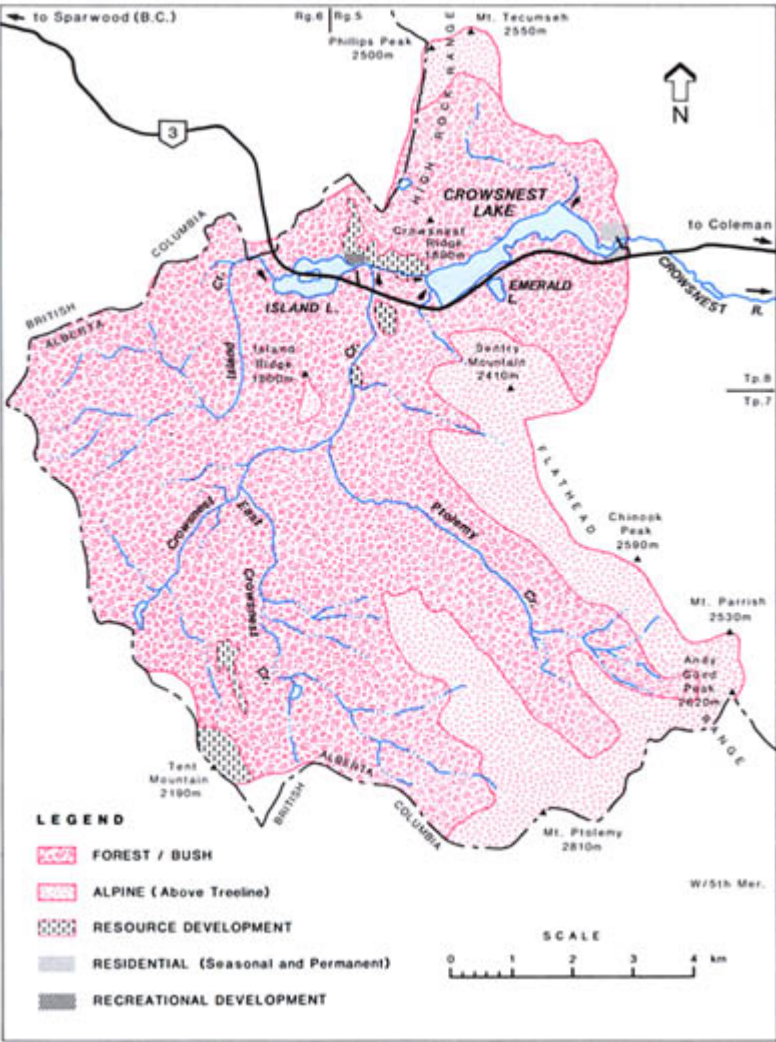 to Sparwood (B.C.)
Rg.6 Rg.5
Mt. Tecumseh
2550m
Phillips Peak
2500m
HIGH ROCK RANGE
3
N
CROWSNEST
LAKE
Crowsnest
Ridge
to Coleman
COLUMBIA
BRITISH
ALBERTA
Cr.
ISLAND L.
EMERALD
L.
CROWSNEST
R.
Island
Ridge
Cr.
Sentry
Mountain
2410m
Tp.8
Tp.7
FLATHEAD
Crowsnest
East
Ptolemy
Chinook
Peak
2590m
Crowsnest
Cr.
Cr.
Mt. Parrish
2530m
Andy
Good
Peak
RANGE
Tent
Mountain
2190m
ALBERTA
BRITISH
COLUMBIA
Mt. Ptolemy
2810m
LEGEND
FOREST / BUSH
ALPINE (Above Treeline)
RESOURCE DEVELOPMENT
RESIDENTIAL (Seasonal and Permanent)
RECREATIONAL DEVELOPMENT
W/5th Mer.
SCALE
0 1 2 3 4 km